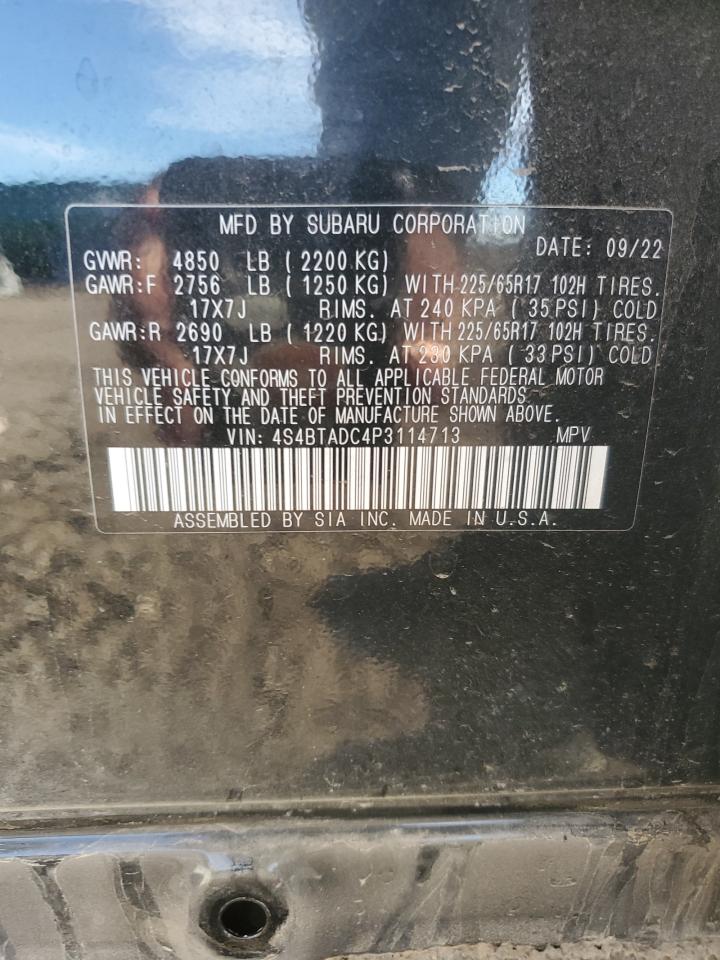 MFD BY SUBARU CORPORATION
DATE: 09/22
GVWR: 4850 LB ( 2200 KG)
GAWR:F 2756 LB ( 1250 KG) WITH 225/65R17 102H TIRES.
17X7J RIMS. AT 240 KPA ( 35 PSI) COLD
GAWR:R 2690 LB ( 1220 KG) WITH 225/65R17 102H TIRES.
17X7J RIMS. AT 230 KPA ( 33 PSI) COLD
THIS VEHICLE CONFORMS TO ALL APPLICABLE FEDERAL MOTOR
VEHICLE SAFETY AND THEFT PREVENTION STANDARDS
IN EFFECT ON THE DATE OF MANUFACTURE SHOWN ABOVE.
VIN: 4S4BTADC4P3114713 MPV
ASSEMBLED BY SIA INC. MADE IN U.S.A.